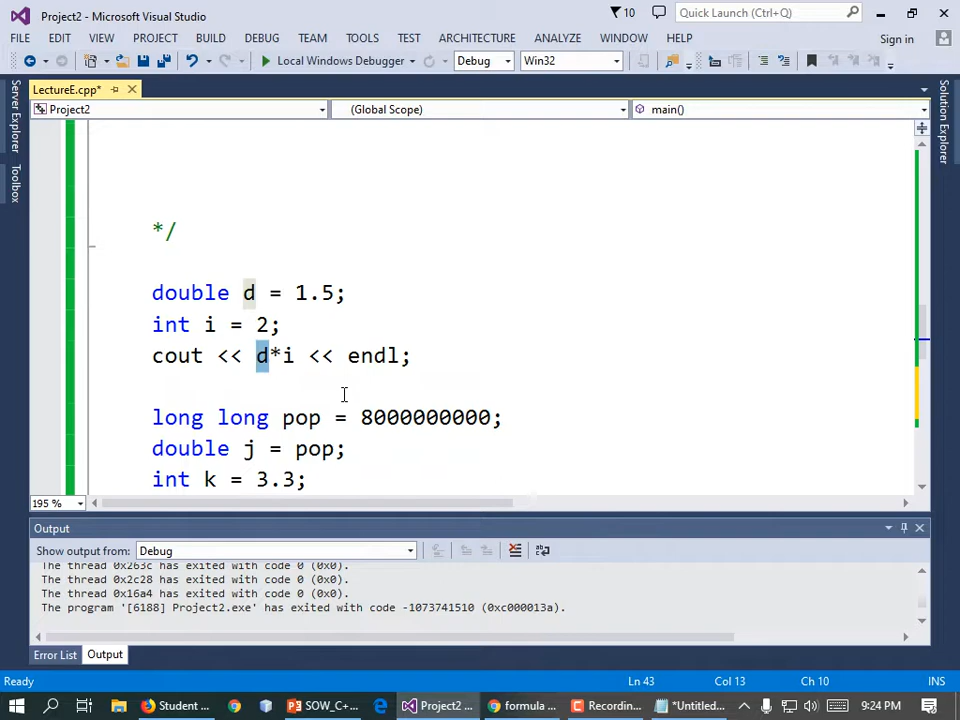 Project2 - Microsoft Visual Studio
10
Quick Launch (Ctrl+Q)
FILE EDIT VIEW PROJECT BUILD DEBUG TEAM TOOLS TEST ARCHITECTURE ANALYZE WINDOW HELP
Sign in
Local Windows Debugger
Debug
Win32
LectureE.cpp*
Project2
(Global Scope)
main()
Server Explorer
Toolbox
Solution Explorer
*/
double d = 1.5;
int i = 2;
cout << d*i << endl;
long long pop = 8000000000;
double j = pop;
int k = 3.3;
195 %
Output
Show output from: Debug
The thread 0x263c has exited with code 0 (0x0).
The thread 0x2c28 has exited with code 0 (0x0).
The thread 0x16a4 has exited with code 0 (0x0).
The program '[6188] Project2.exe' has exited with code -1073741510 (0xc000013a).
Error List Output
Ready
Ln 43
Col 13
Ch 10
INS
Student ...
SOW_C+...
Project2 ...
formula ...
Recordin...
*Untitled...
9:24 PM